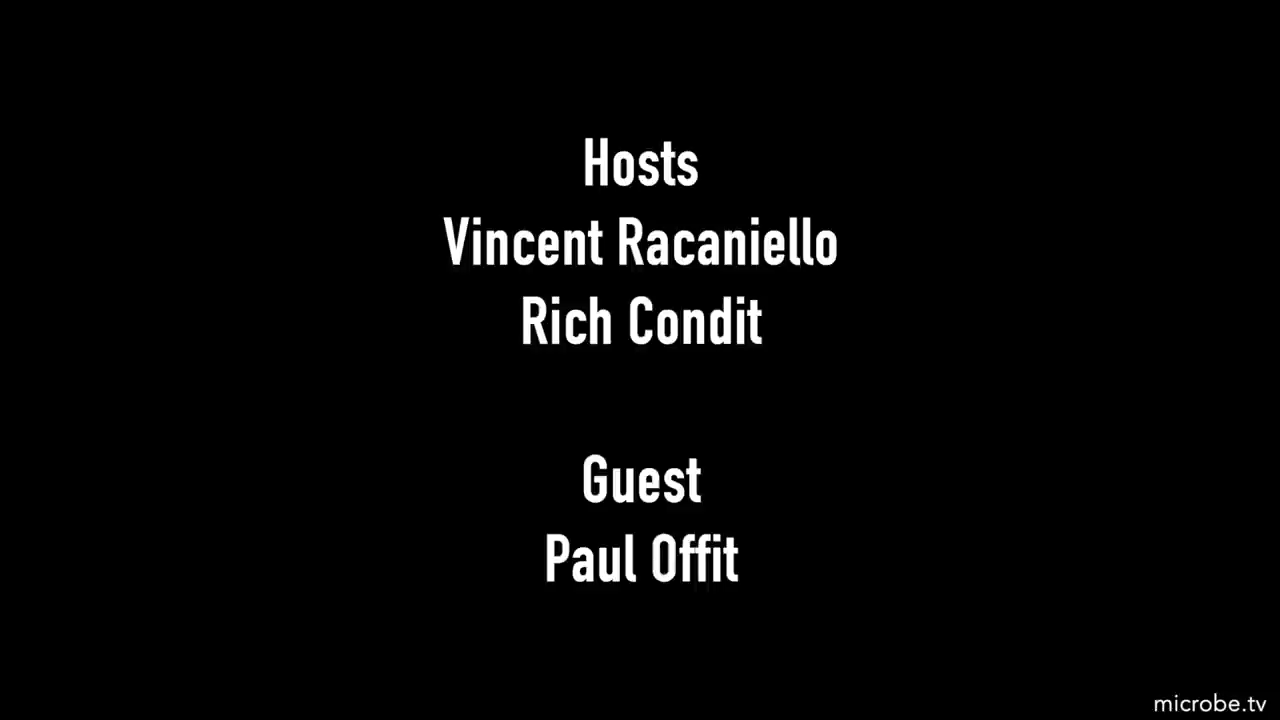 Hosts
Vincent Racaniello
Rich Condit
Guest
Paul Offit
microbe.tv